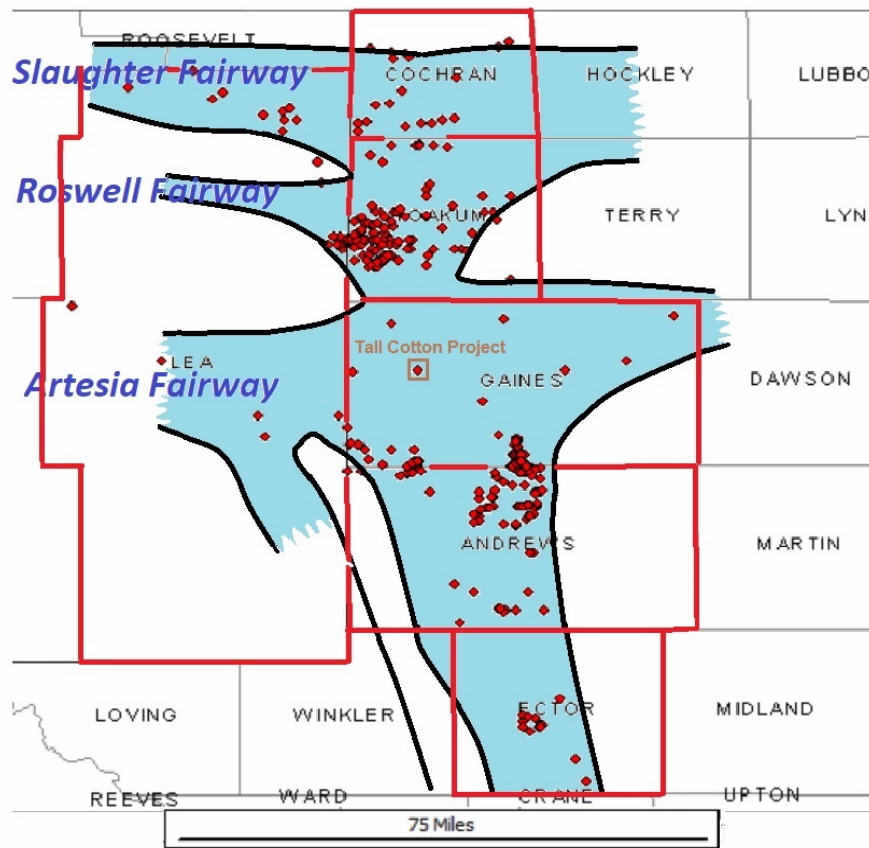 ROOSEVELT
Slaughter Fairway
COCHRAN
HOCKLEY
LUBBO
Roswell Fairway
YOAKUM
TERRY
LYN
Tall Cotton Project
LEA
GAINES
DAWSON
Artesia Fairway
ANDREWS
MARTIN
LOVING
WINKLER
ECTOR
MIDLAND
REEVES
WARD
CRANE
UPTON
75 Miles